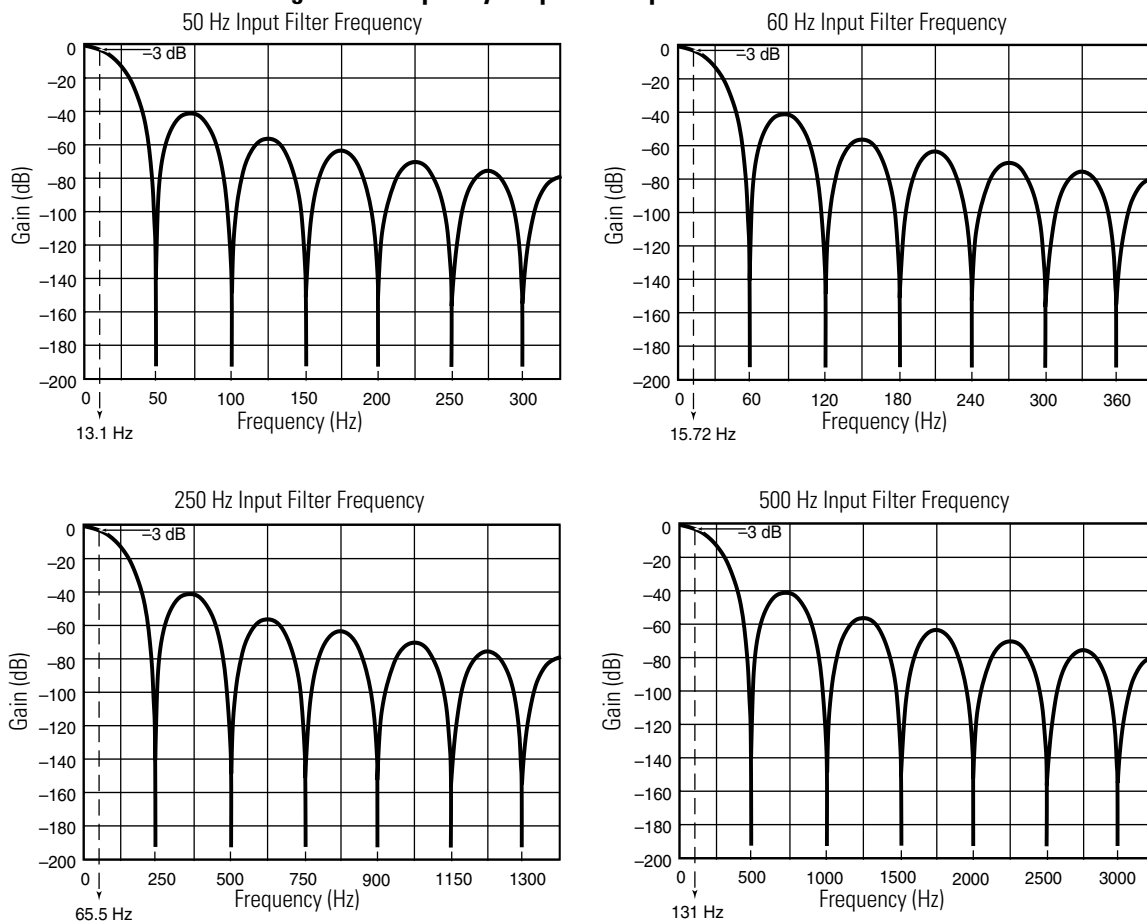 50 Hz Input Filter Frequency
0
–20
–40
–60
–80
–100
–120
–140
–160
–180
–200
–3 dB
Gain (dB)
0 50 100 150 200 250 300
Frequency (Hz)
13.1 Hz
60 Hz Input Filter Frequency
0
–20
–40
–60
–80
–100
–120
–140
–160
–180
–200
–3 dB
Gain (dB)
0 60 120 180 240 300 360
Frequency (Hz)
15.72 Hz
250 Hz Input Filter Frequency
0
–20
–40
–60
–80
–100
–120
–140
–160
–180
–200
–3 dB
Gain (dB)
0 250 500 750 900 1150 1300
Frequency (Hz)
65.5 Hz
500 Hz Input Filter Frequency
0
–20
–40
–60
–80
–100
–120
–140
–160
–180
–200
–3 dB
Gain (dB)
0 500 1000 1500 2000 2500 3000
Frequency (Hz)
131 Hz